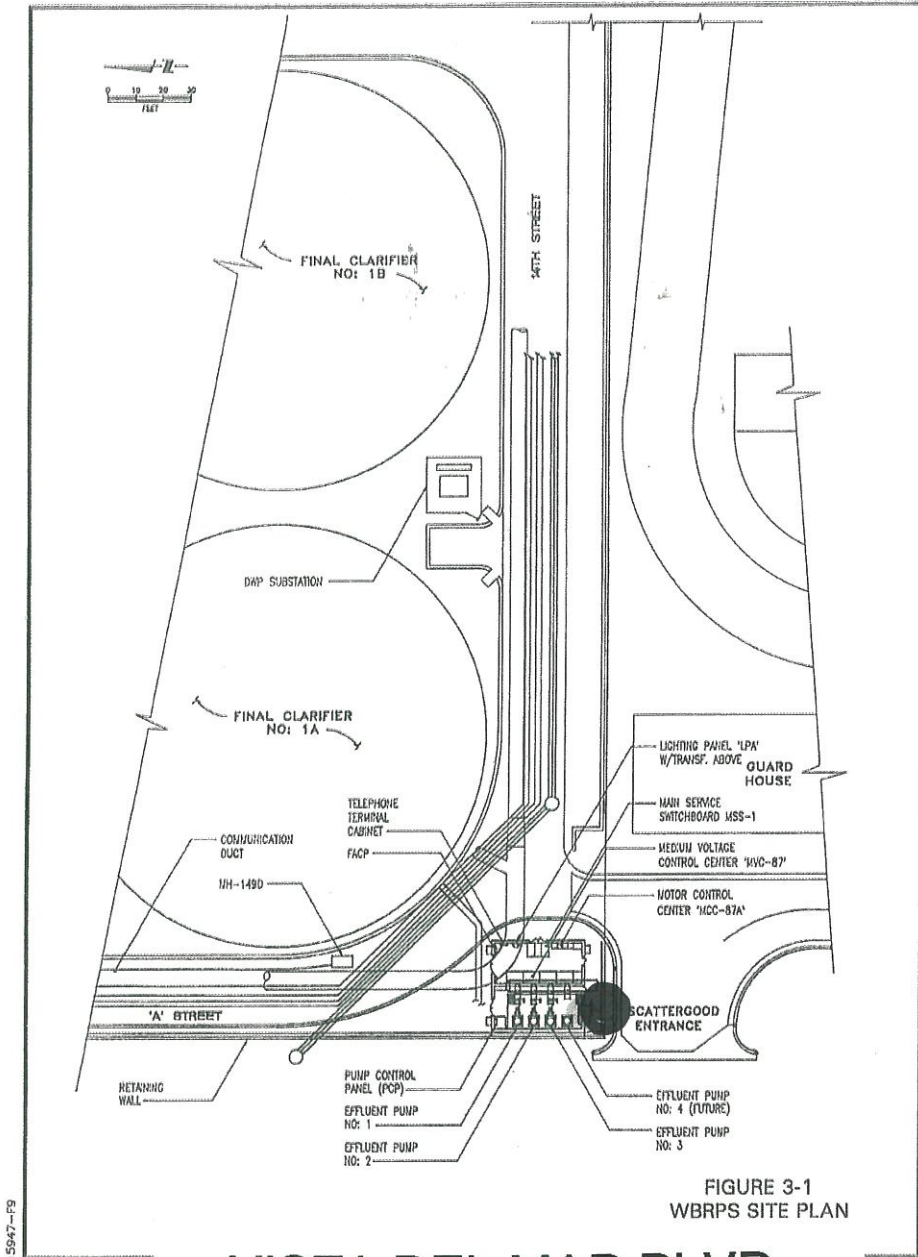 0 10 20 30
FEET
14TH STREET
FINAL CLARIFIER
NO: 1B
DWP SUBSTATION
FINAL CLARIFIER
NO: 1A
LIGHTING PANEL 'LPA'
W/TRANSF. ABOVE
GUARD
HOUSE
TELEPHONE
TERMINAL
CABINET
MAIN SERVICE
SWITCHBOARD MSS-1
COMMUNICATION
DUCT
FACP
MEDIUM VOLTAGE
CONTROL CENTER 'MVC-87'
MH-149D
MOTOR CONTROL
CENTER 'MCC-87A'
'A' STREET
SCATTERGOOD
ENTRANCE
RETAINING
WALL
PUMP CONTROL
PANEL (PCP)
EFFLUENT PUMP
NO: 1
EFFLUENT PUMP
NO: 2
EFFLUENT PUMP
NO: 4 (FUTURE)
EFFLUENT PUMP
NO: 3
FIGURE 3-1
WBRPS SITE PLAN
5947-F9
VISTA DEL MAR BLVD